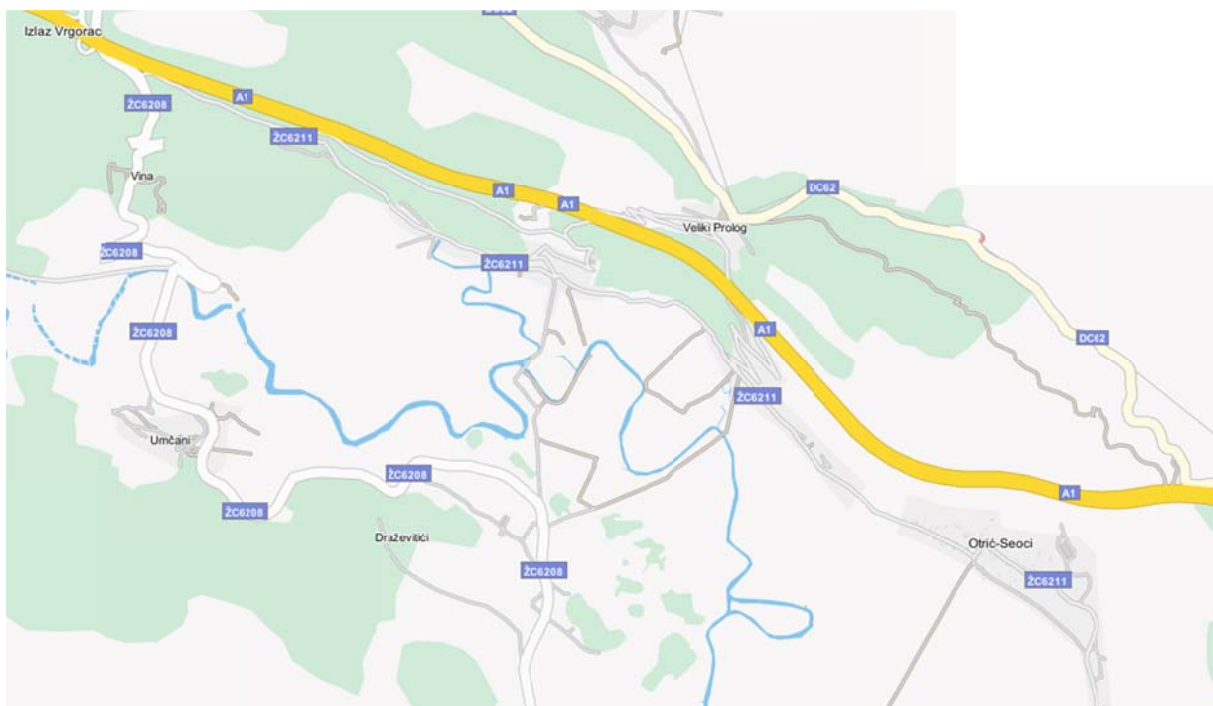 Izlaz Vrgorac
ŽC6208
A1
ŽC6211
Vina
A1
A1
DC62
Veliki Prolog
ŽC6208
ŽC6211
ŽC6208
A1
DC62
ŽC6211
Umčani
ŽC6208
A1
ŽC6208
Draževitići
Otrić-Seoci
ŽC6208
ŽC6211